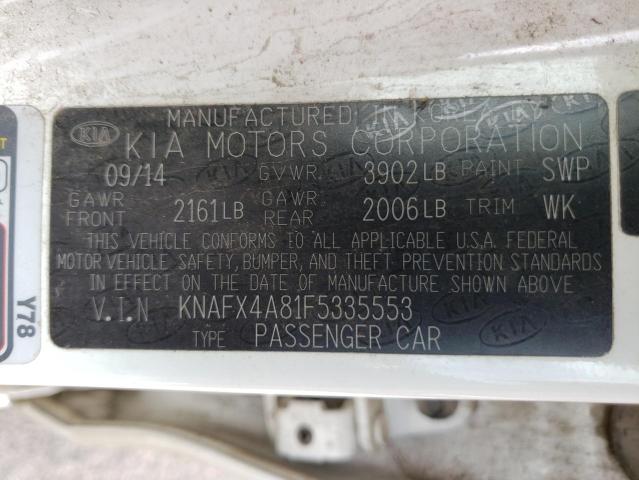 MANUFACTURED
KIA KIA MOTORS CORPORATION
09/14 GVWR. 3902LB PAINT SWP
GAWR FRONT 2161LB GAWR REAR 2006LB TRIM WK
THIS VEHICLE CONFORMS TO ALL APPLICABLE U.S.A. FEDERAL
MOTOR VEHICLE SAFETY, BUMPER, AND THEFT PREVENTION STANDARDS
IN EFFECT ON THE DATE OF MANUFACTURE SHOWN ABOVE
V.I.N KNAFX4A81F5335553
TYPE PASSENGER CAR
Y78